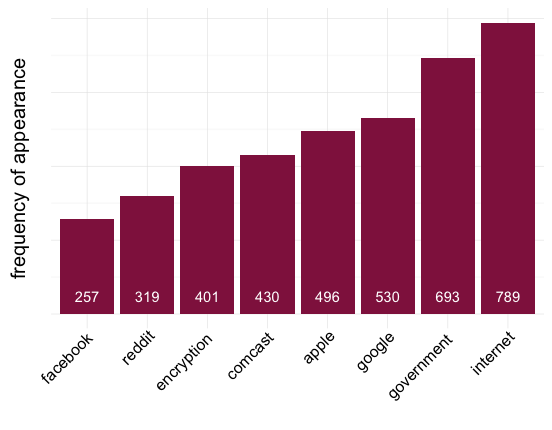 frequency of appearance
257 319 401 430 496 530 693 789
facebook reddit encryption comcast apple google government internet